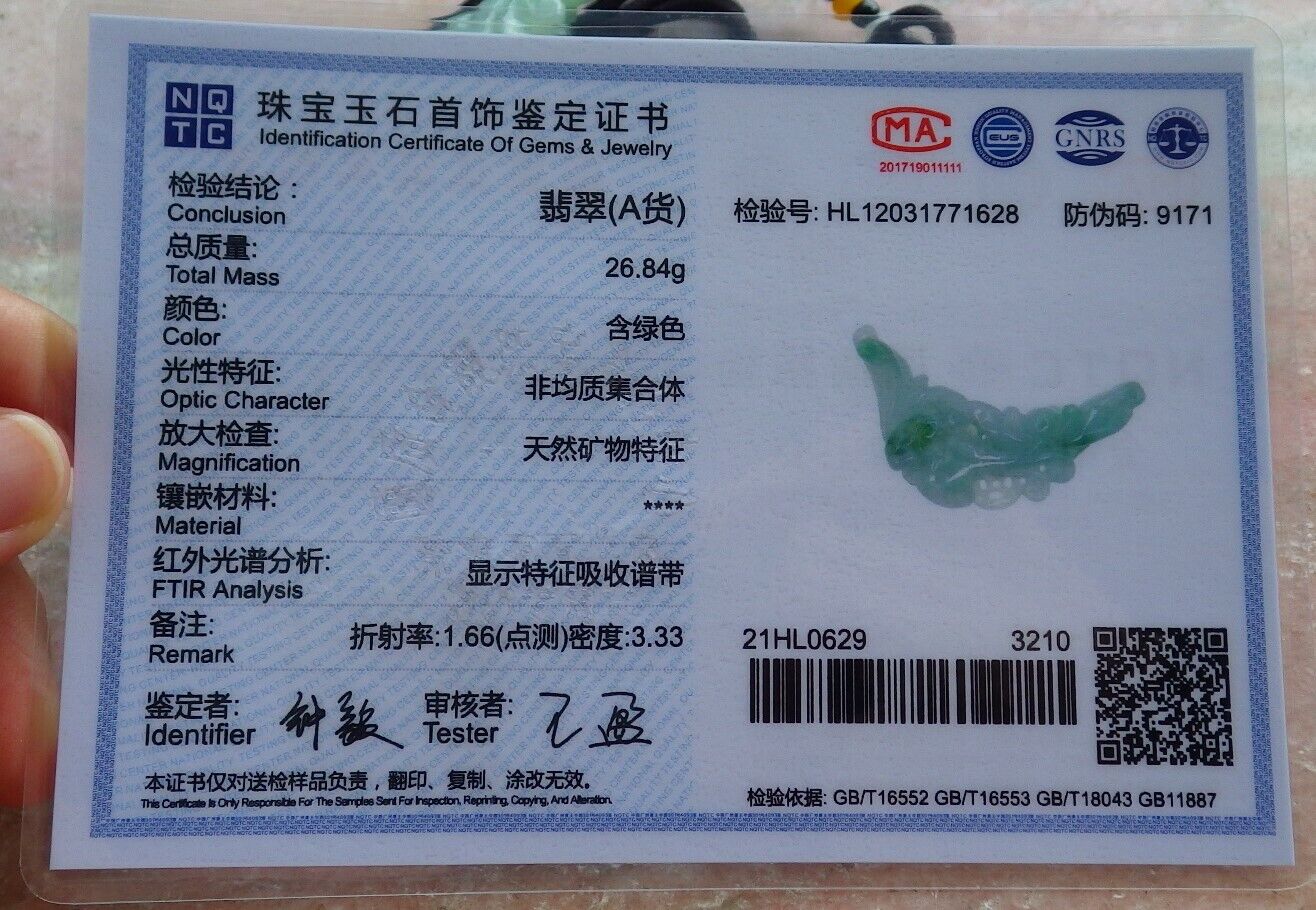 NQ
TC
珠宝玉石首饰鉴定证书
Identification Certificate Of Gems & Jewelry
检验结论：
Conclusion
翡翠(A货)
总质量:
Total Mass
26.84g
颜色:
Color
含绿色
光性特征:
Optic Character
非均质集合体
放大检查:
Magnification
天然矿物特征
镶嵌材料:
Material
****
红外光谱分析:
FTIR Analysis
显示特征吸收谱带
备注:
Remark
折射率:1.66(点测)密度:3.33
鉴定者:
Identifier
审核者:
Tester
本证书仅对送检样品负责，翻印、复制、涂改无效。
This Certificate Is Only Responsible For The Samples Sent For Inspection, Reprinting, Copying, And Alteration.
MA
201719011111
GNRS
检验号: HL12031771628
防伪码: 9171
21HL0629
3210
检验依据: GB/T16552 GB/T16553 GB/T18043 GB11887